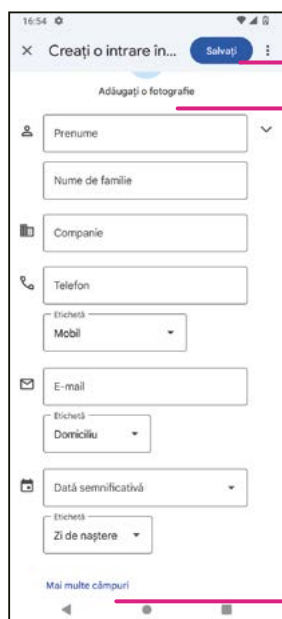 16:54
Creați o intrare în...
Salvați
Adăugați o fotografie
Prenume
Nume de familie
Companie
Telefon
Etichetă
Mobil
E-mail
Etichetă
Domiciliu
Dată semnificativă
Etichetă
Zi de naștere
Mai multe câmpuri